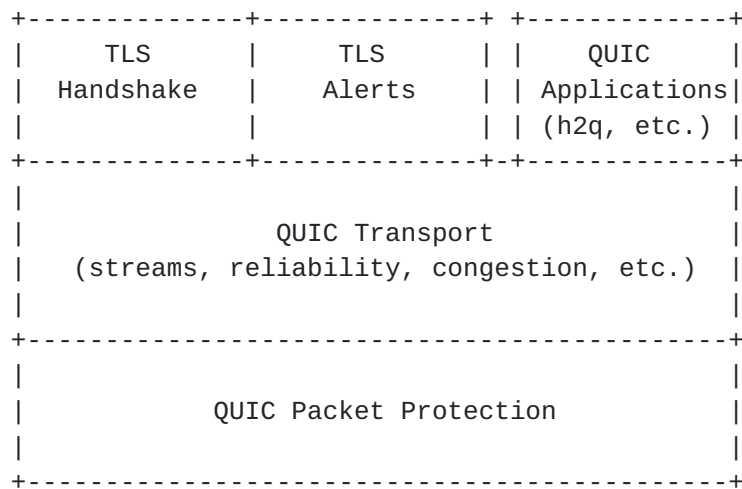 TLS
Handshake
TLS
Alerts
QUIC
Applications
(h2q, etc.)
QUIC Transport
(streams, reliability, congestion, etc.)
QUIC Packet Protection